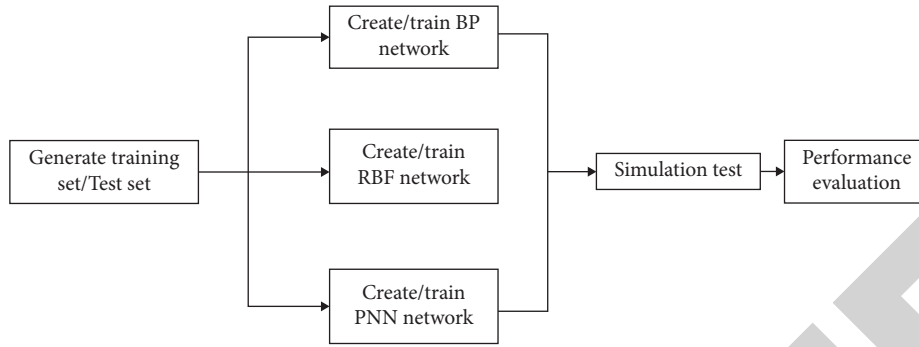 Generate training
set/Test set
Create/train BP
network
Create/train
RBF network
Create/train
PNN network
Simulation test
Performance
evaluation